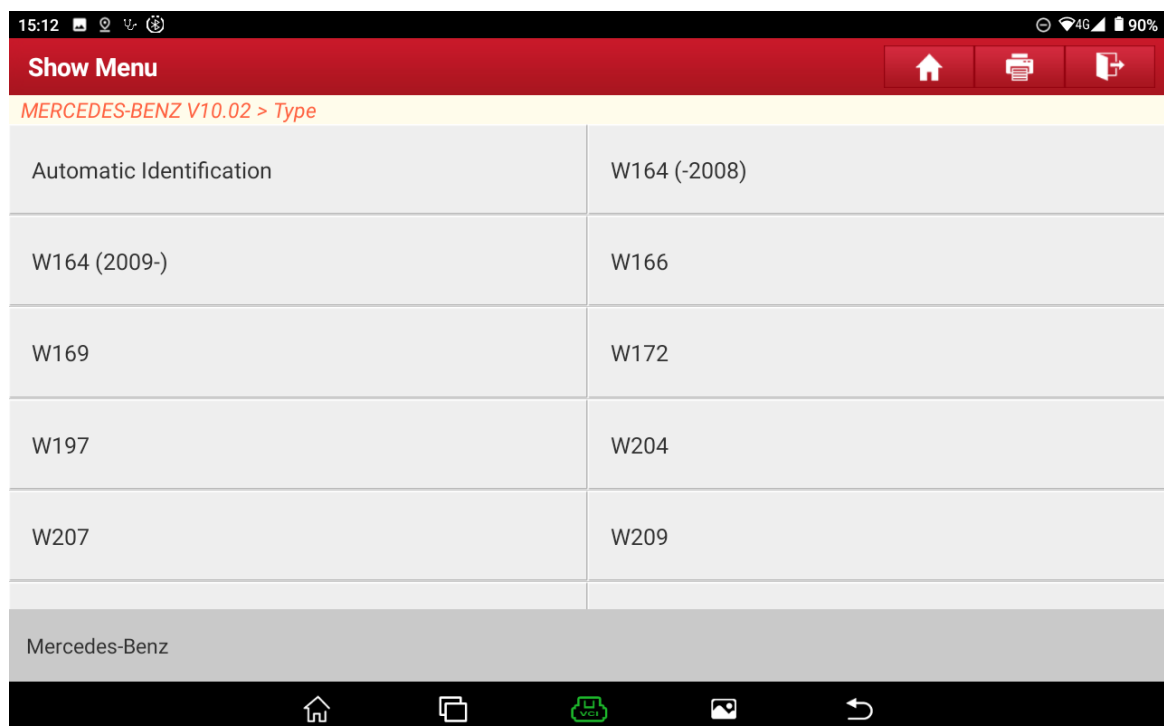 15:12 4G 90%
Show Menu
MERCEDES-BENZ V10.02 > Type
Automatic Identification W164 (-2008)
W164 (2009-) W166
W169 W172
W197 W204
W207 W209
Mercedes-Benz
VCI